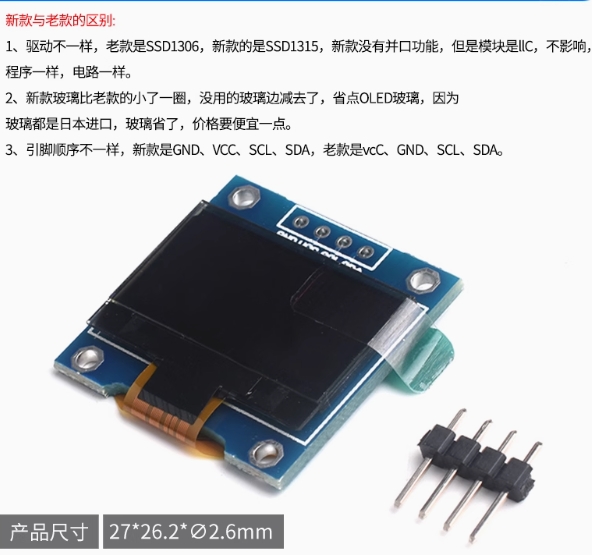 新款与老款的区别:
1、驱动不一样，老款是SSD1306，新款的是SSD1315，新款没有并口功能，但是模块是llC，不影响，
程序一样，电路一样。
2、新款玻璃比老款的小了一圈，没用的玻璃边减去了，省点OLED玻璃，因为
玻璃都是日本进口，玻璃省了，价格要便宜一点。
3、引脚顺序不一样，新款是GND、VCC、SCL、SDA，老款是vcC、GND、SCL、SDA。
GND VCC SCL SDA
产品尺寸 27*26.2*∅2.6mm